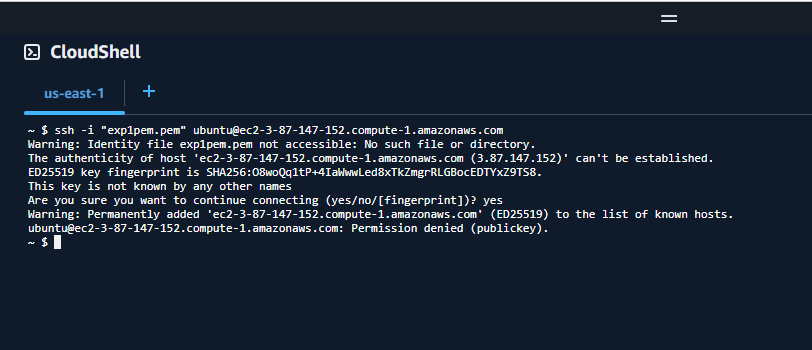 CloudShell
us-east-1
~ $ ssh -i "exp1pem.pem" ubuntu@ec2-3-87-147-152.compute-1.amazonaws.com
Warning: Identity file exp1pem.pem not accessible: No such file or directory.
The authenticity of host 'ec2-3-87-147-152.compute-1.amazonaws.com (3.87.147.152)' can't be established.
ED25519 key fingerprint is SHA256:O8woQq1tP+4IaWwwLed8xTkZmgrRLGBocEDTYxZ9TS8.
This key is not known by any other names
Are you sure you want to continue connecting (yes/no/[fingerprint])? yes
Warning: Permanently added 'ec2-3-87-147-152.compute-1.amazonaws.com' (ED25519) to the list of known hosts.
ubuntu@ec2-3-87-147-152.compute-1.amazonaws.com: Permission denied (publickey).
~ $